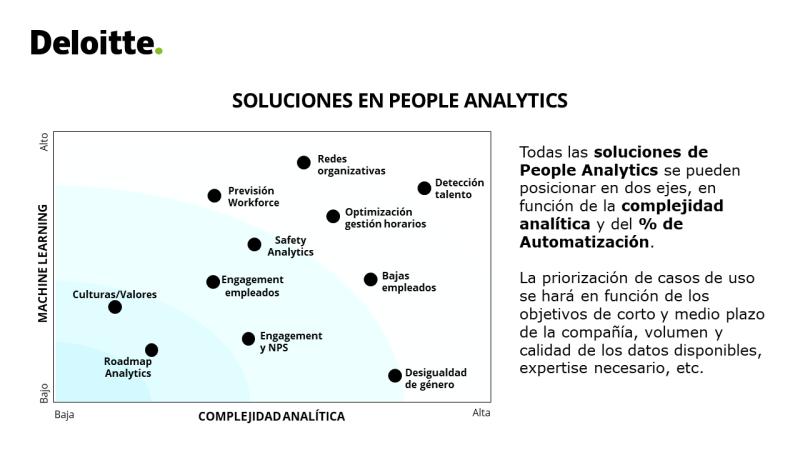 Deloitte.
SOLUCIONES EN PEOPLE ANALYTICS
Alto
MACHINE LEARNING
Bajo
Redes
organizativas
Detección
talento
Previsión
Workforce
Optimización
gestión horarios
Safety
Analytics
Engagement
empleados
Bajas
empleados
Culturas/Valores
Engagement
y NPS
Roadmap
Analytics
Desigualdad
de género
Baja
COMPLEJIDAD ANALÍTICA
Alta
Todas las soluciones de
People Analytics se pueden
posicionar en dos ejes, en
función de la complejidad
analítica y del % de
Automatización.
La priorización de casos de uso
se hará en función de los
objetivos de corto y medio plazo
de la compañía, volumen y
calidad de los datos disponibles,
expertise necesario, etc.